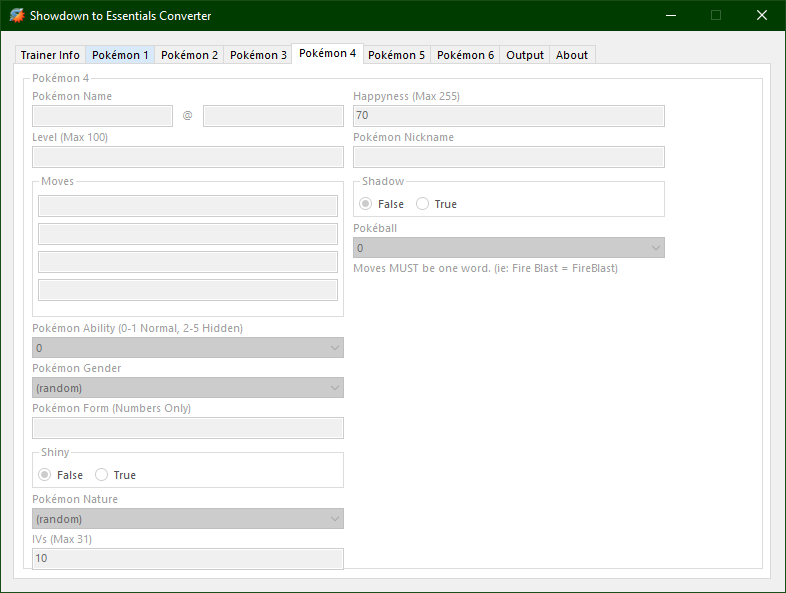 Showdown to Essentials Converter
Trainer Info Pokémon 1 Pokémon 2 Pokémon 3 Pokémon 4 Pokémon 5 Pokémon 6 Output About
Pokémon 4
Pokémon Name
@
Level (Max 100)
Moves
Pokémon Ability (0-1 Normal, 2-5 Hidden)
0
Pokémon Gender
(random)
Pokémon Form (Numbers Only)
Shiny
False True
Pokémon Nature
(random)
IVs (Max 31)
10
Happyness (Max 255)
70
Pokémon Nickname
Shadow
False True
Pokéball
0
Moves MUST be one word. (ie: Fire Blast = FireBlast)